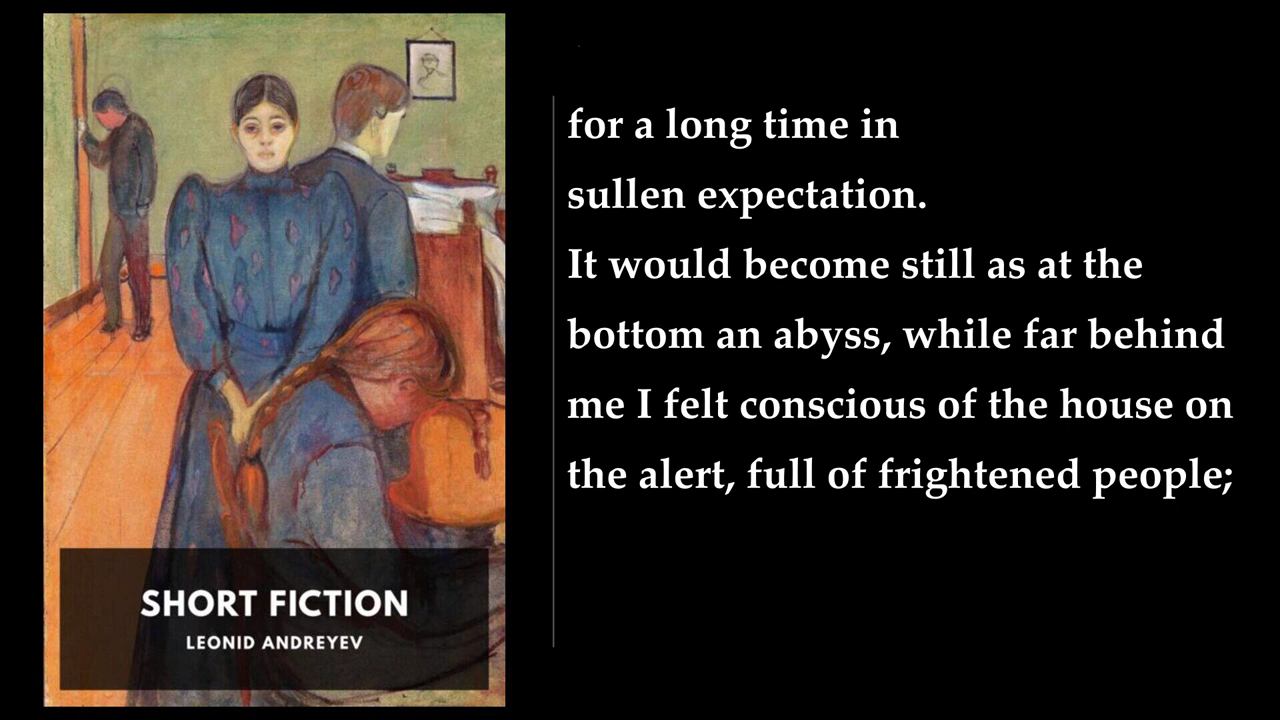 SHORT FICTION
LEONID ANDREYEV
for a long time in
sullen expectation.
It would become still as at the
bottom an abyss, while far behind
me I felt conscious of the house on
the alert, full of frightened people;